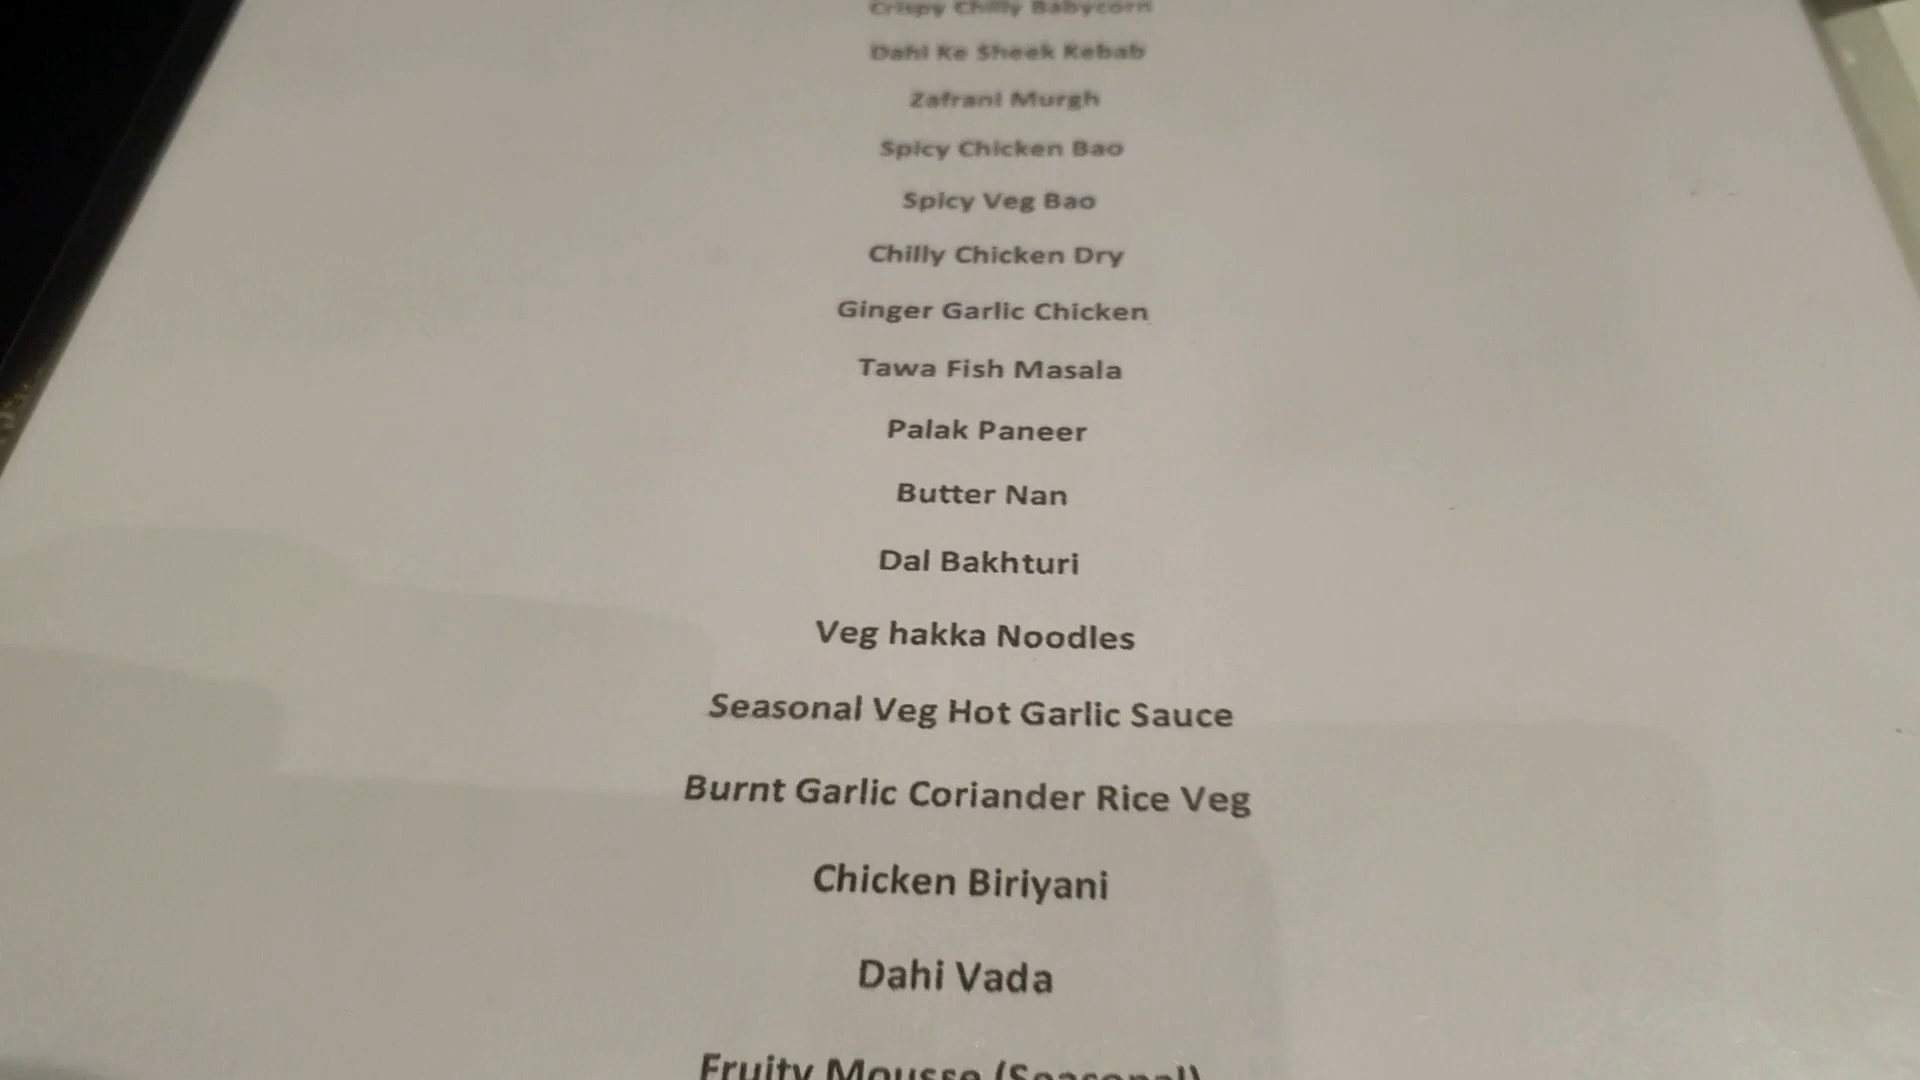 Crispy Chilly Babycorn
Dahi Ke Sheek Kebab
Zafrani Murgh
Spicy Chicken Bao
Spicy Veg Bao
Chilly Chicken Dry
Ginger Garlic Chicken
Tawa Fish Masala
Palak Paneer
Butter Nan
Dal Bakhturi
Veg hakka Noodles
Seasonal Veg Hot Garlic Sauce
Burnt Garlic Coriander Rice Veg
Chicken Biriyani
Dahi Vada
Fruity Mousse (Seasonal)